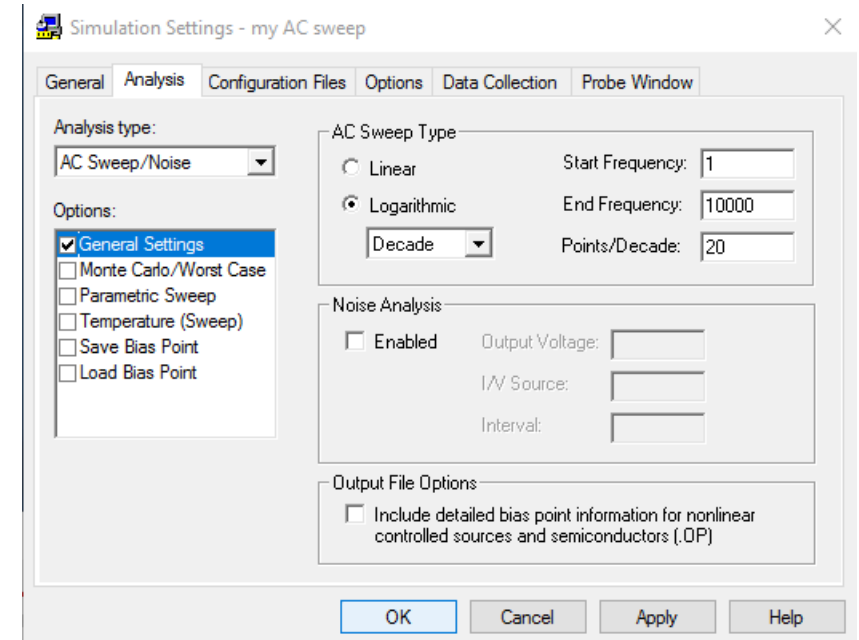 Simulation Settings - my AC sweep
General Analysis Configuration Files Options Data Collection Probe Window
Analysis type:
AC Sweep/Noise
Options:
General Settings
Monte Carlo/Worst Case
Parametric Sweep
Temperature (Sweep)
Save Bias Point
Load Bias Point
AC Sweep Type
Linear
Logarithmic
Decade
Start Frequency: 1
End Frequency: 10000
Points/Decade: 20
Noise Analysis
Enabled
Output Voltage:
I/V Source:
Interval:
Output File Options
Include detailed bias point information for nonlinear
controlled sources and semiconductors (.OP)
OK Cancel Apply Help